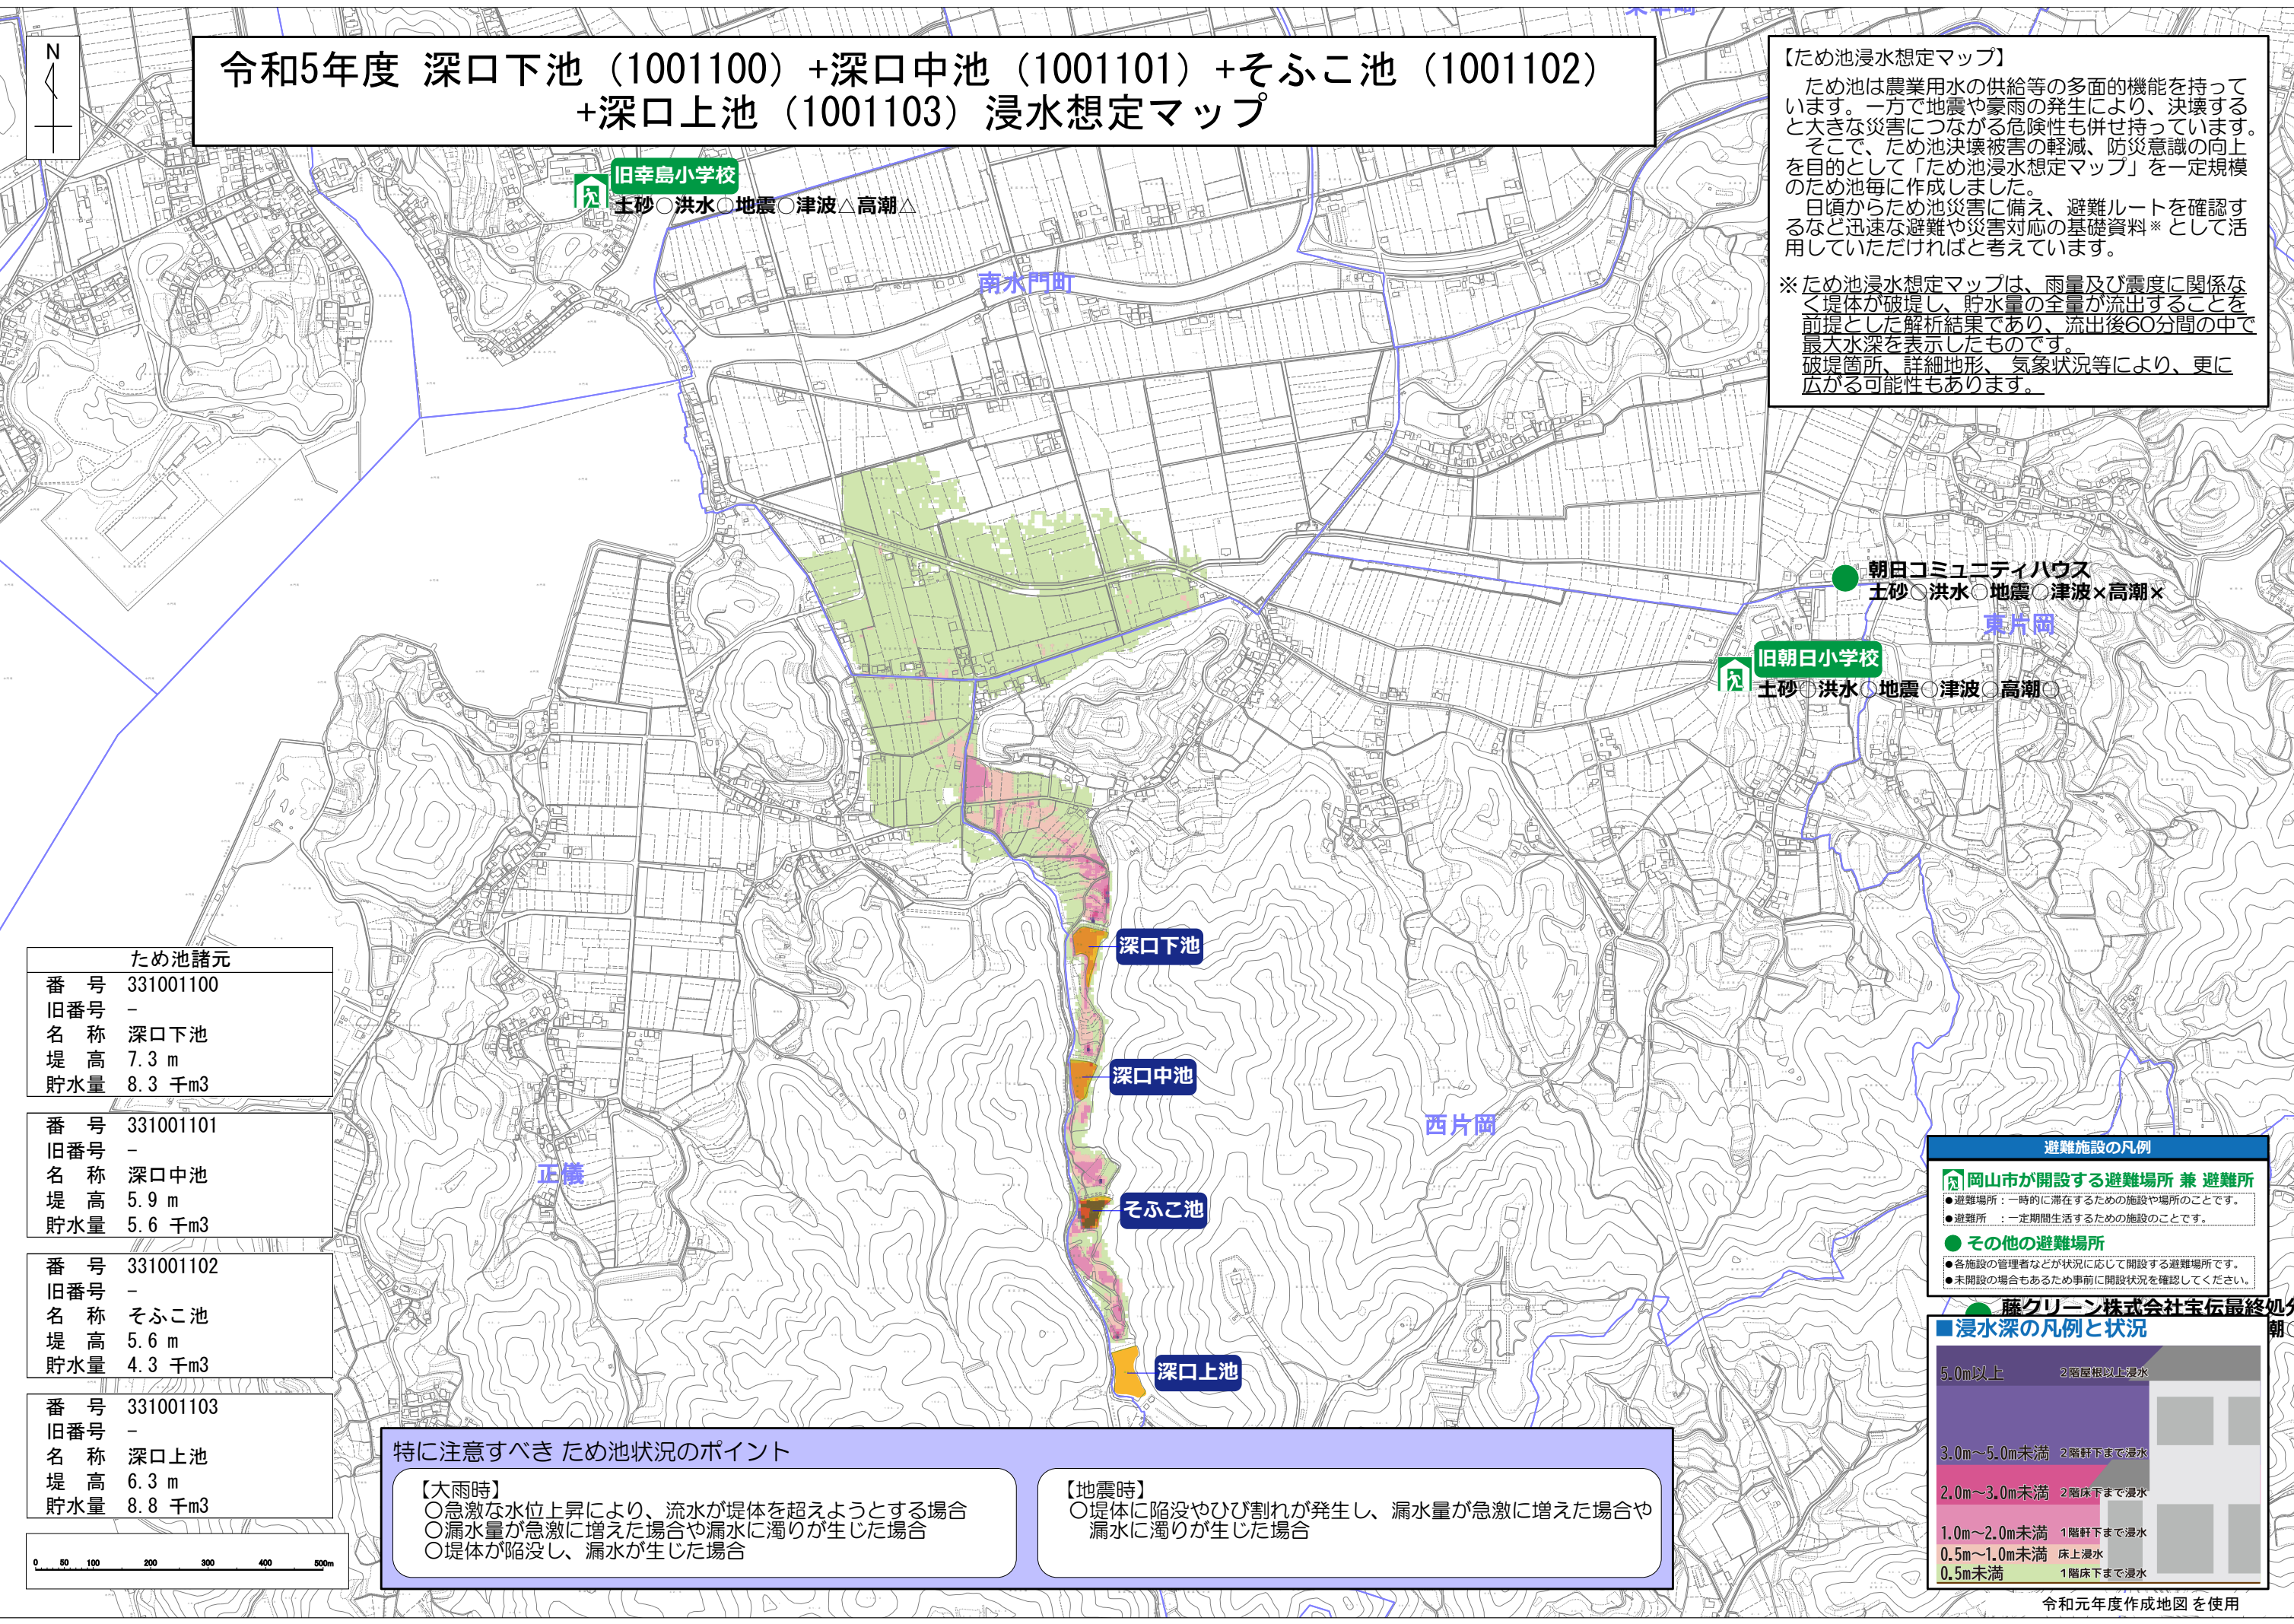 令和5年度 深口下池（1001100）+深口中池（1001101）+そふこ池（1001102）
+深口上池（1001103）浸水想定マップ
N
【ため池浸水想定マップ】
ため池は農業用水の供給等の多面的機能を持って
います。一方で地震や豪雨の発生により、決壊する
と大きな災害につながる危険性も併せ持っています。
そこで、ため池決壊被害の軽減、防災意識の向上
を目的として「ため池浸水想定マップ」を一定規模
のため池毎に作成しました。
日頃からため池災害に備え、避難ルートを確認す
るなど迅速な避難や災害対応の基礎資料※として活
用していただければと考えています。
※ため池浸水想定マップは、雨量及び震度に関係な
く堤体が破堤し、貯水量の全量が流出することを
前提とした解析結果であり、流出後60分間の中で
最大水深を表示したものです。
破堤箇所、詳細地形、気象状況等により、更に
広がる可能性もあります。
旧幸島小学校
土砂○洪水○地震○津波△高潮△
南水門町
朝日コミュニティハウス
土砂○洪水○地震○津波×高潮×
東片岡
旧朝日小学校
土砂○洪水○地震○津波○高潮○
深口下池
深口中池
そふこ池
深口上池
西片岡
正儀
ため池諸元
番 号 331001100
旧番号 -
名 称 深口下池
堤 高 7.3 m
貯水量 8.3 千m3
番 号 331001101
旧番号 -
名 称 深口中池
堤 高 5.9 m
貯水量 5.6 千m3
番 号 331001102
旧番号 -
名 称 そふこ池
堤 高 5.6 m
貯水量 4.3 千m3
番 号 331001103
旧番号 -
名 称 深口上池
堤 高 6.3 m
貯水量 8.8 千m3
0 50 100 200 300 400 500m
特に注意すべき ため池状況のポイント
【大雨時】
○急激な水位上昇により、流水が堤体を超えようとする場合
○漏水量が急激に増えた場合や漏水に濁りが生じた場合
○堤体が陥没し、漏水が生じた場合
【地震時】
○堤体に陥没やひび割れが発生し、漏水量が急激に増えた場合や
漏水に濁りが生じた場合
避難施設の凡例
岡山市が開設する避難場所 兼 避難所
●避難場所：一時的に滞在するための施設や場所のことです。
●避難所 ：一定期間生活するための施設のことです。
●その他の避難場所
●各施設の管理者などが状況に応じて開設する避難場所です。
●未開設の場合もあるため事前に開設状況を確認してください。
藤クリーン株式会社宝伝最終処分
潮○
■浸水深の凡例と状況
5.0m以上 2階屋根以上浸水
3.0m～5.0m未満 2階軒下まで浸水
2.0m～3.0m未満 2階床下まで浸水
1.0m～2.0m未満 1階軒下まで浸水
0.5m～1.0m未満 床上浸水
0.5m未満 1階床下まで浸水
令和元年度作成地図を使用